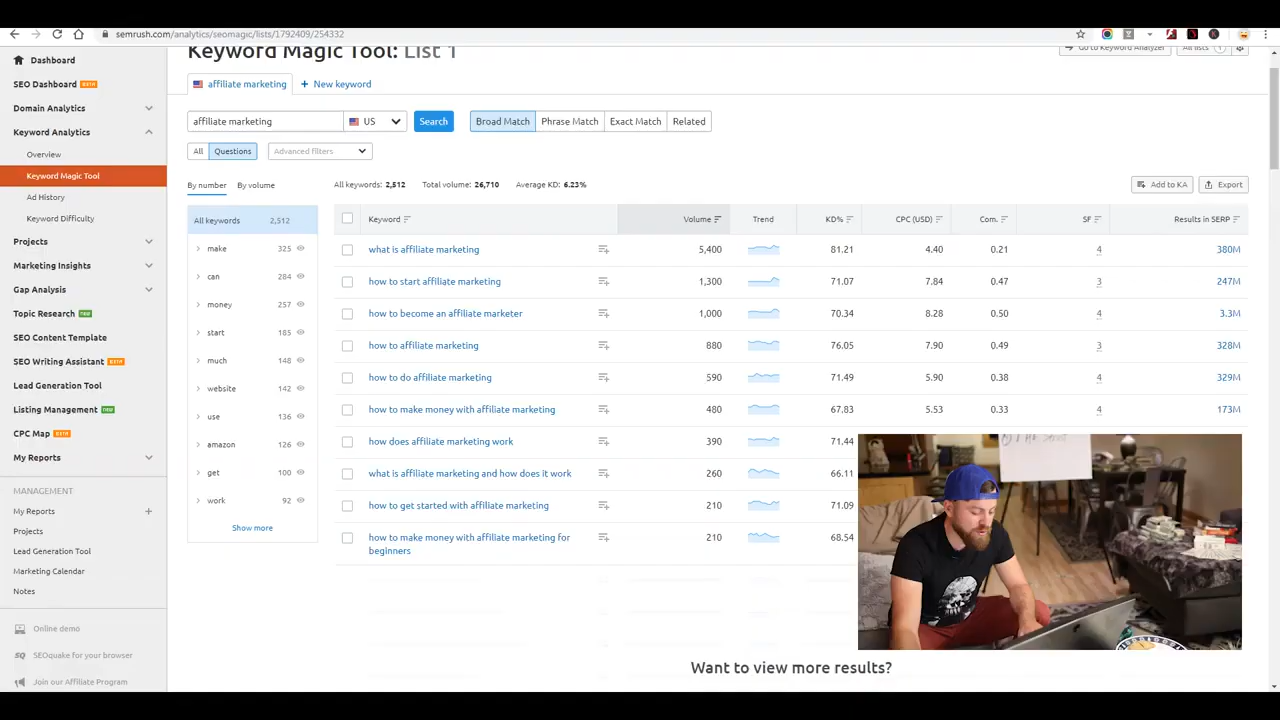 semrush.com/analytics/seomagic/lists/1792409/254332
Keyword Magic Tool: List 1
Go to Keyword Analyzer
All lists 1
Dashboard
SEO Dashboard BETA
Domain Analytics
Keyword Analytics
Overview
Keyword Magic Tool
Ad History
Keyword Difficulty
Projects
Marketing Insights
Gap Analysis
Topic Research new
SEO Content Template
SEO Writing Assistant BETA
Lead Generation Tool
Listing Management new
CPC Map BETA
My Reports
MANAGEMENT
My Reports +
Projects
Lead Generation Tool
Marketing Calendar
Notes
Online demo
SEOquake for your browser
Join our Affiliate Program
affiliate marketing + New keyword
affiliate marketing US Search Broad Match Phrase Match Exact Match Related
All Questions Advanced filters
By number By volume All keywords: 2,512 Total volume: 26,710 Average KD: 6.23% Add to KA Export
All keywords 2,512
make 325
can 284
money 257
start 185
much 148
website 142
use 136
amazon 126
get 100
work 92
Show more
Keyword Volume Trend KD% CPC (USD) Com. SF Results in SERP
what is affiliate marketing 5,400 81.21 4.40 0.21 4 380M
how to start affiliate marketing 1,300 71.07 7.84 0.47 3 247M
how to become an affiliate marketer 1,000 70.34 8.28 0.50 4 3.3M
how to affiliate marketing 880 76.05 7.90 0.49 3 328M
how to do affiliate marketing 590 71.49 5.90 0.38 4 329M
how to make money with affiliate marketing 480 67.83 5.53 0.33 4 173M
how does affiliate marketing work 390 71.44
what is affiliate marketing and how does it work 260 66.11
how to get started with affiliate marketing 210 71.09
how to make money with affiliate marketing for 210 68.54
beginners
Want to view more results?